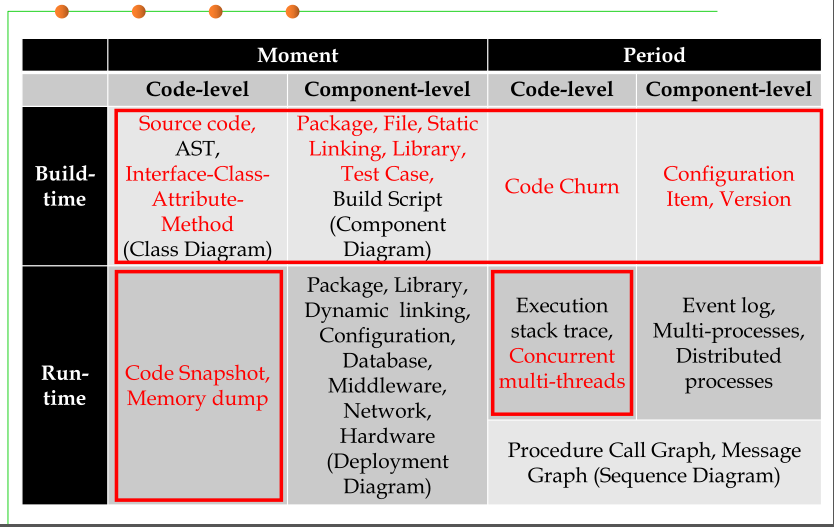 Moment
Period
Code-level
Component-level
Code-level
Component-level
Build-
time
Source code,
AST,
Interface-Class-
Attribute-
Method
(Class Diagram)
Package, File, Static
Linking, Library,
Test Case,
Build Script
(Component
Diagram)
Code Churn
Configuration
Item, Version
Run-
time
Code Snapshot,
Memory dump
Package, Library,
Dynamic linking,
Configuration,
Database,
Middleware,
Network,
Hardware
(Deployment
Diagram)
Execution
stack trace,
Concurrent
multi-threads
Event log,
Multi-processes,
Distributed
processes
Procedure Call Graph, Message
Graph (Sequence Diagram)